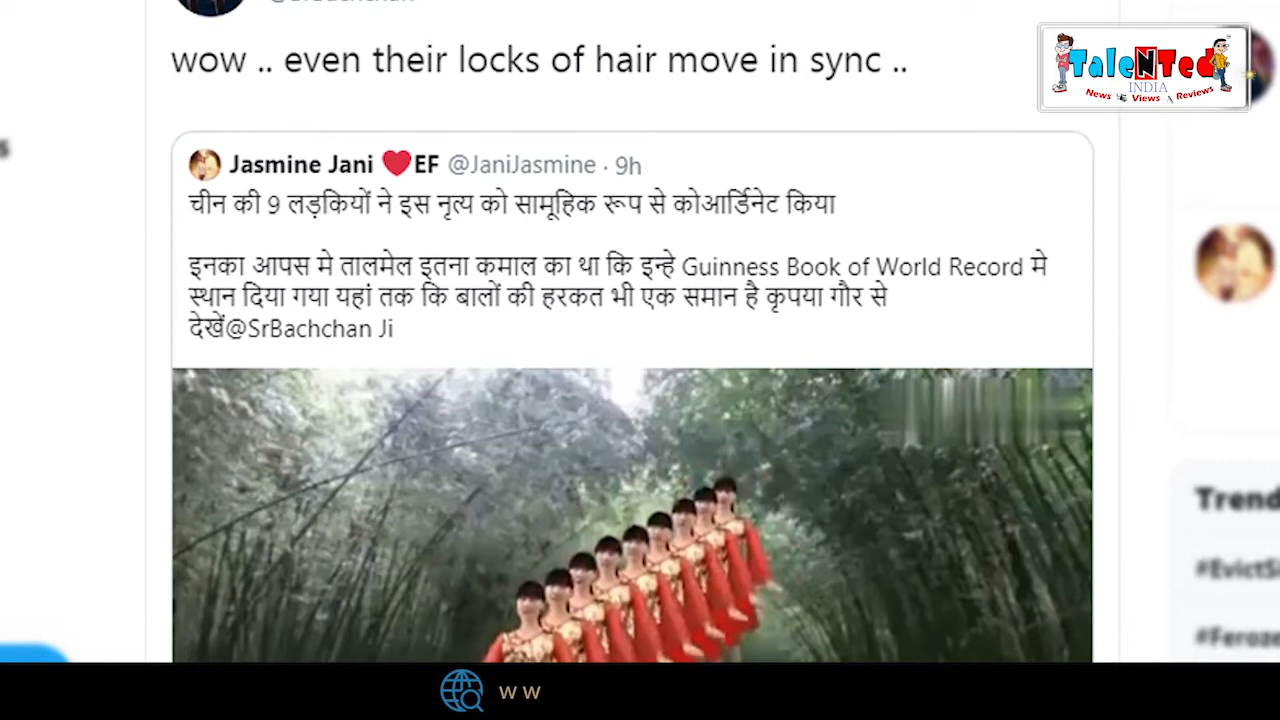 wow .. even their locks of hair move in sync ..
TaleNTed
INDIA
News Views Reviews
Jasmine Jani ❤EF @JaniJasmine · 9h
चीन की 9 लड़कियों ने इस नृत्य को सामूहिक रूप से कोआर्डिनेट किया
इनका आपस मे तालमेल इतना कमाल का था कि इन्हे Guinness Book of World Record मे
स्थान दिया गया यहां तक कि बालों की हरकत भी एक समान है कृपया गौर से
देखें@SrBachchan Ji
Trend
#EvictSi
#Feroze
w w